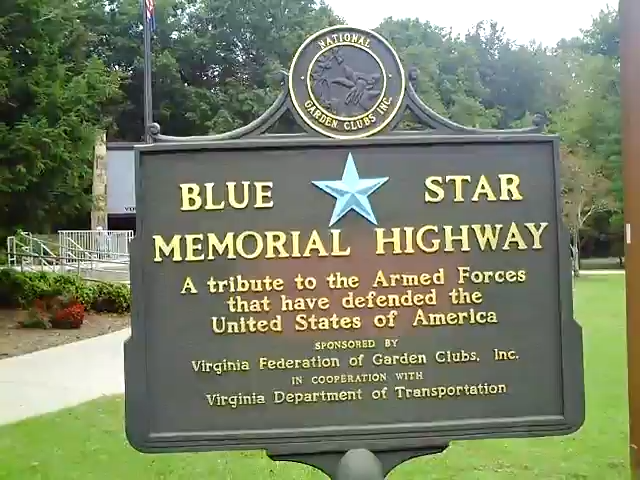 NATIONAL
GARDEN CLUBS INC.
BLUE STAR
MEMORIAL HIGHWAY
A tribute to the Armed Forces
that have defended the
United States of America
SPONSORED BY
Virginia Federation of Garden Clubs, Inc.
IN COOPERATION WITH
Virginia Department of Transportation